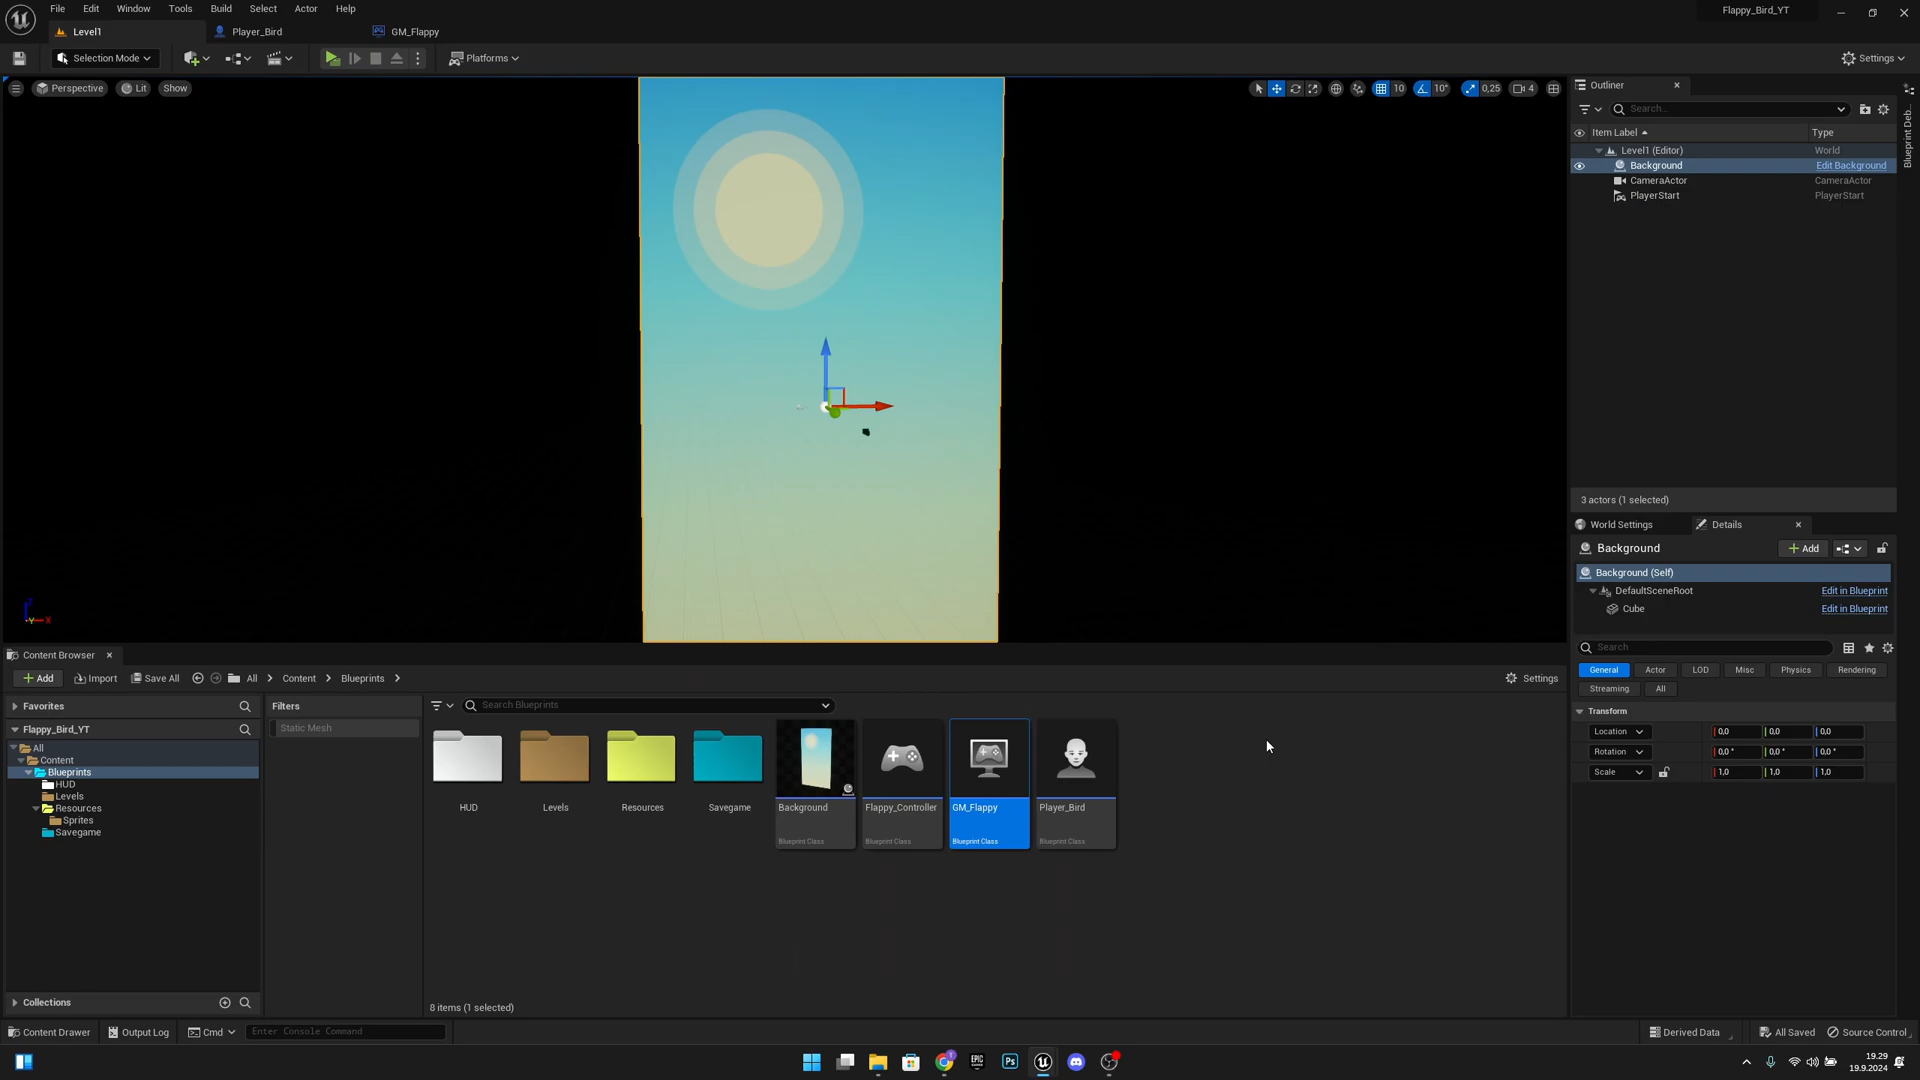 File Edit Window Tools Build Select Actor Help
Flappy_Bird_YT
Level1
Player_Bird
GM_Flappy
Selection Mode
Platforms
Settings
Perspective
Lit
Show
10
10°
0,25
4
Outliner
Search...
Item Label
Type
Level1 (Editor)
World
Background
Edit Background
CameraActor
CameraActor
PlayerStart
PlayerStart
3 actors (1 selected)
Blueprint Deb...
World Settings
Details
Background
Add
Background (Self)
DefaultSceneRoot
Edit in Blueprint
Cube
Edit in Blueprint
Search
General
Actor
LOD
Misc
Physics
Rendering
Streaming
All
Transform
Location
0,0
0,0
0,0
Rotation
0,0 °
0,0 °
0,0 °
Scale
1,0
1,0
1,0
Z
Y
X
Content Browser
Add
Import
Save All
All
Content
Blueprints
Settings
Favorites
Flappy_Bird_YT
All
Content
Blueprints
HUD
Levels
Resources
Sprites
Savegame
Collections
Filters
Static Mesh
Search Blueprints
HUD
Levels
Resources
Savegame
Background
Blueprint Class
Flappy_Controller
Blueprint Class
GM_Flappy
Blueprint Class
Player_Bird
Blueprint Class
8 items (1 selected)
Content Drawer
Output Log
Cmd
Enter Console Command
Derived Data
All Saved
Source Control
EPIC
GAMES
Ps
19.29
19.9.2024